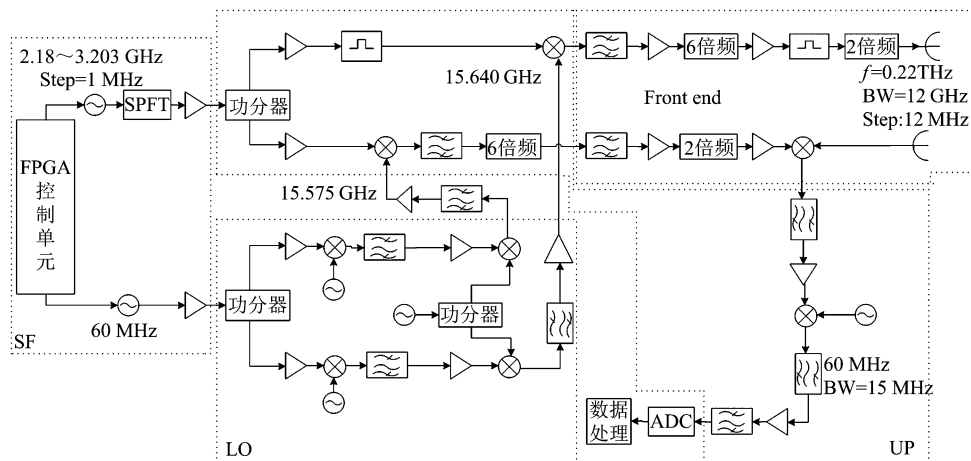 2.18～3.203 GHz
Step=1 MHz
SPFT
FPGA
控制单元
60 MHz
SF
功分器
15.640 GHz
6倍频
15.575 GHz
功分器
功分器
LO
6倍频
2倍频
Front end
f=0.22THz
BW=12 GHz
Step:12 MHz
2倍频
60 MHz
BW=15 MHz
数据
处理
ADC
UP